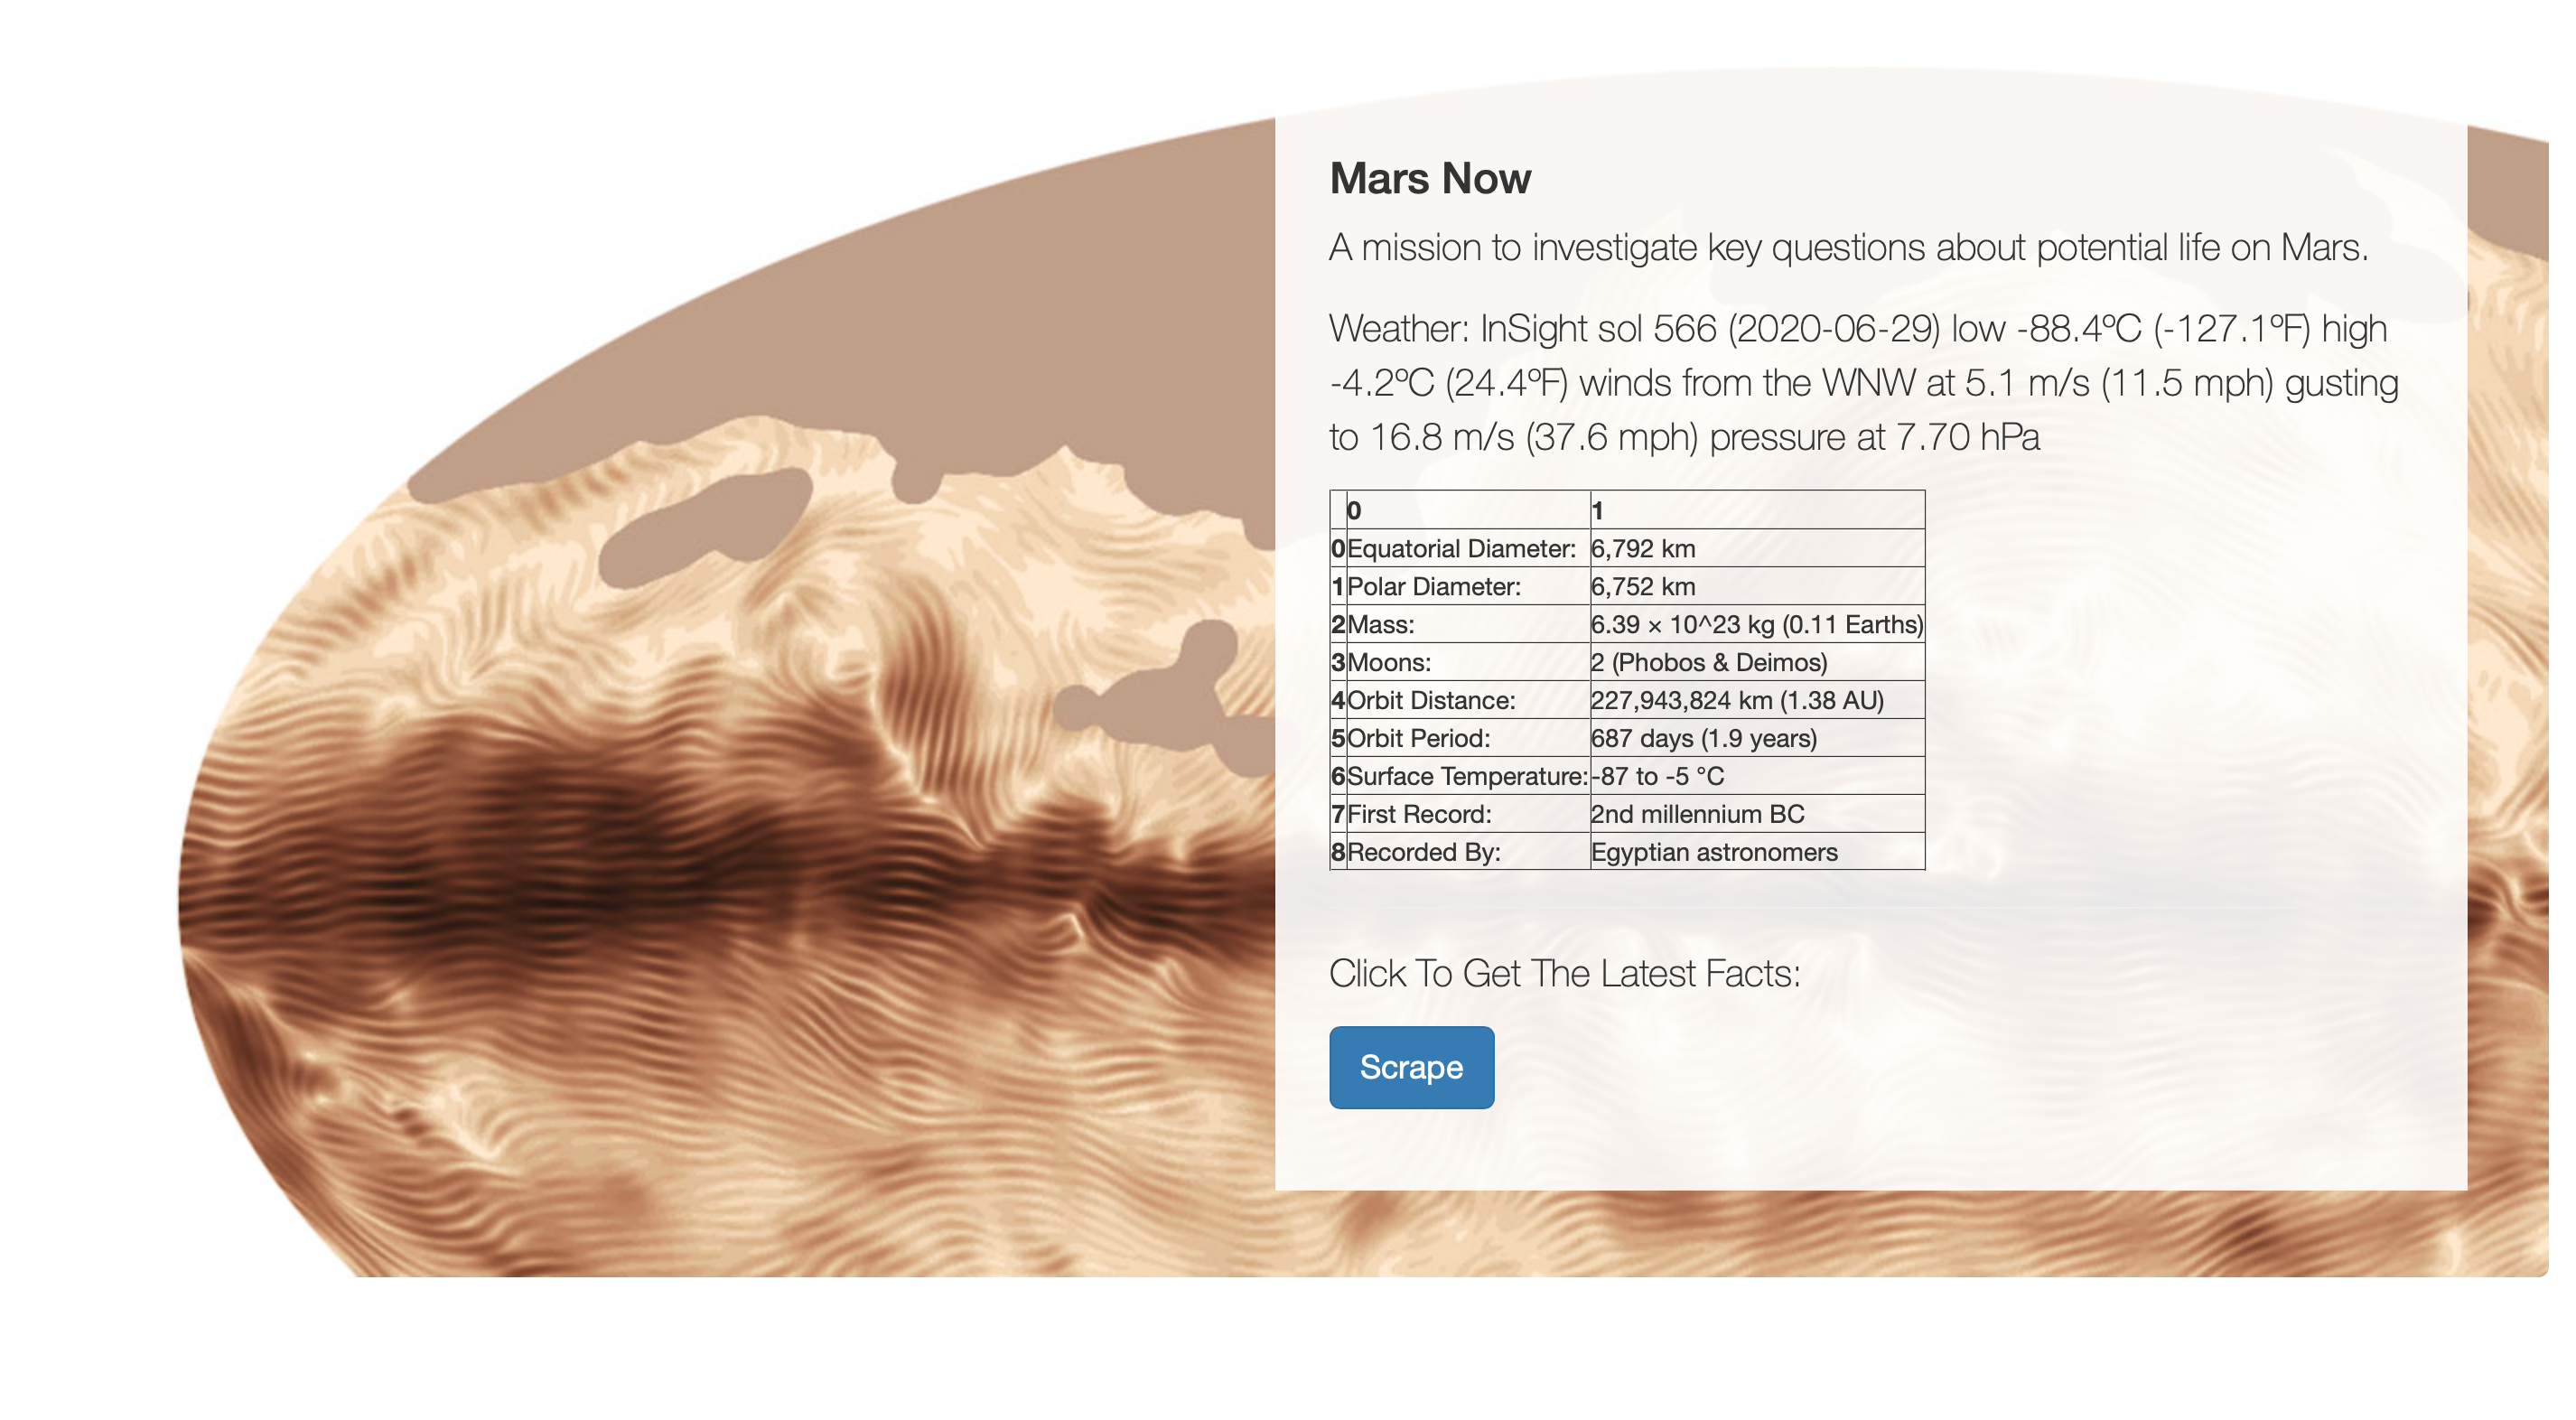 Mars Now
A mission to investigate key questions about potential life on Mars.
Weather: InSight sol 566 (2020-06-29) low -88.4ºC (-127.1ºF) high
-4.2ºC (24.4ºF) winds from the WNW at 5.1 m/s (11.5 mph) gusting
to 16.8 m/s (37.6 mph) pressure at 7.70 hPa
0 1
0 Equatorial Diameter: 6,792 km
1 Polar Diameter: 6,752 km
2 Mass: 6.39 × 10^23 kg (0.11 Earths)
3 Moons: 2 (Phobos & Deimos)
4 Orbit Distance: 227,943,824 km (1.38 AU)
5 Orbit Period: 687 days (1.9 years)
6 Surface Temperature: -87 to -5 °C
7 First Record: 2nd millennium BC
8 Recorded By: Egyptian astronomers
Click To Get The Latest Facts:
Scrape